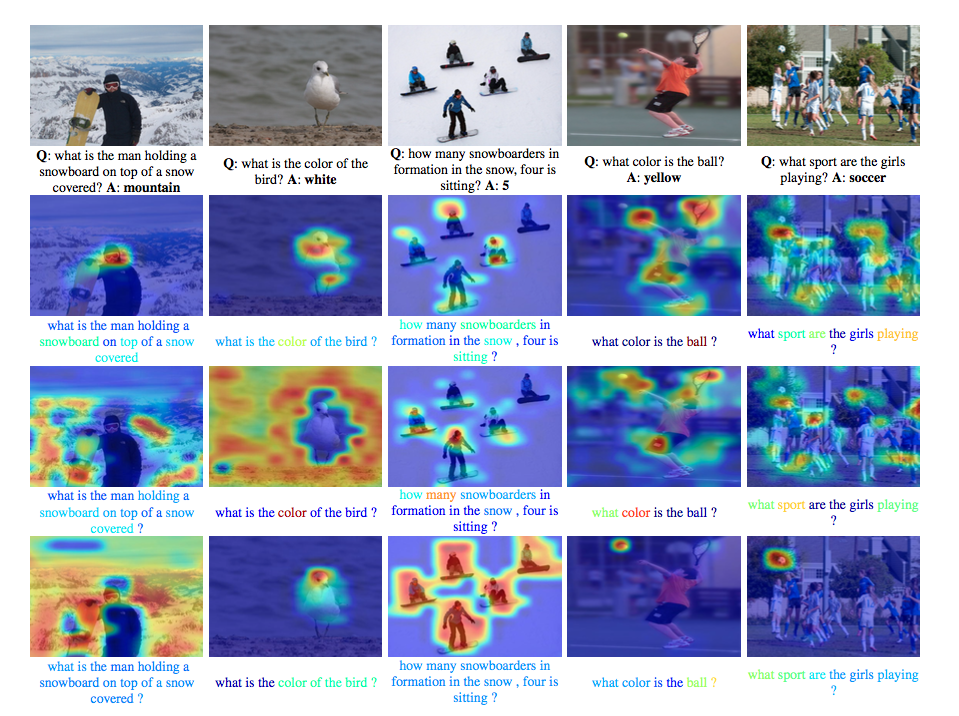 Q: what is the man holding a
snowboard on top of a snow
covered? A: mountain
Q: what is the color of the
bird? A: white
Q: how many snowboarders in
formation in the snow, four is
sitting? A: 5
Q: what color is the ball?
A: yellow
Q: what sport are the girls
playing? A: soccer
what is the man holding a
snowboard on top of a snow
covered
what is the color of the bird ?
how many snowboarders in
formation in the snow , four is
sitting ?
what color is the ball ?
what sport are the girls playing
?
what is the man holding a
snowboard on top of a snow
covered ?
what is the color of the bird ?
how many snowboarders in
formation in the snow , four is
sitting ?
what color is the ball ?
what sport are the girls playing
?
what is the man holding a
snowboard on top of a snow
covered ?
what is the color of the bird ?
how many snowboarders in
formation in the snow , four is
sitting ?
what color is the ball ?
what sport are the girls playing
?